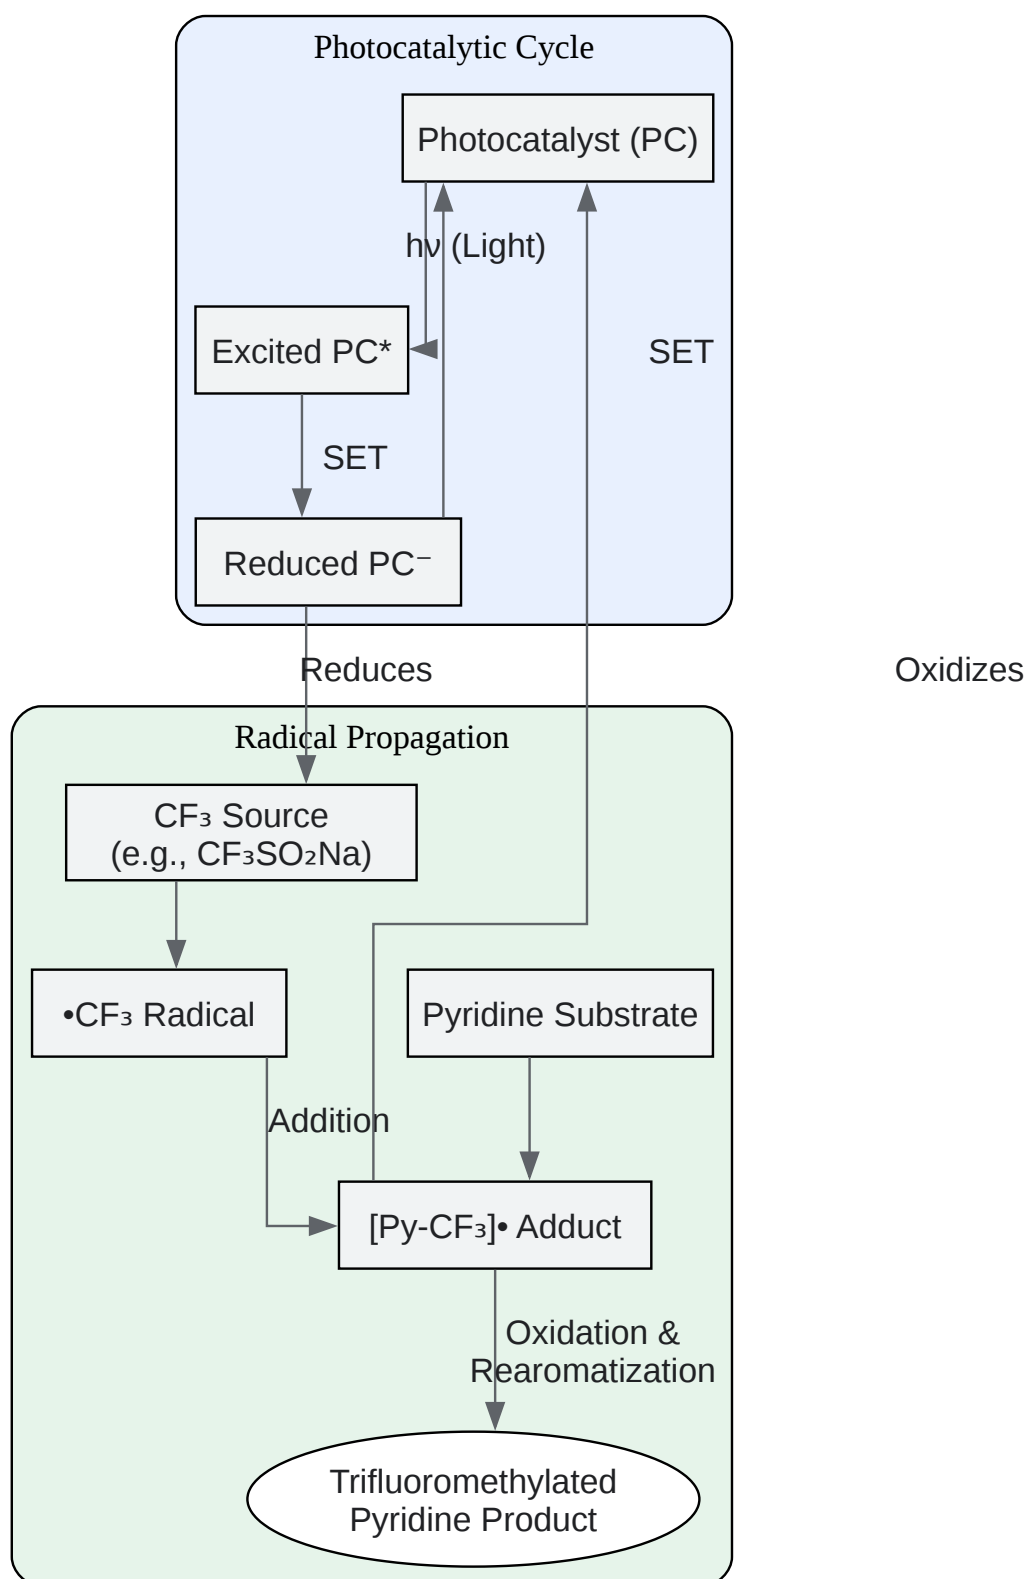 Photocatalytic Cycle
Photocatalyst (PC)
hν (Light)
Excited PC*
SET
SET
Reduced PC⁻
Reduces
Oxidizes
Radical Propagation
CF₃ Source
(e.g., CF₃SO₂Na)
•CF₃ Radical
Pyridine Substrate
Addition
[Py-CF₃]• Adduct
Oxidation &
Rearomatization
Trifluoromethylated
Pyridine Product